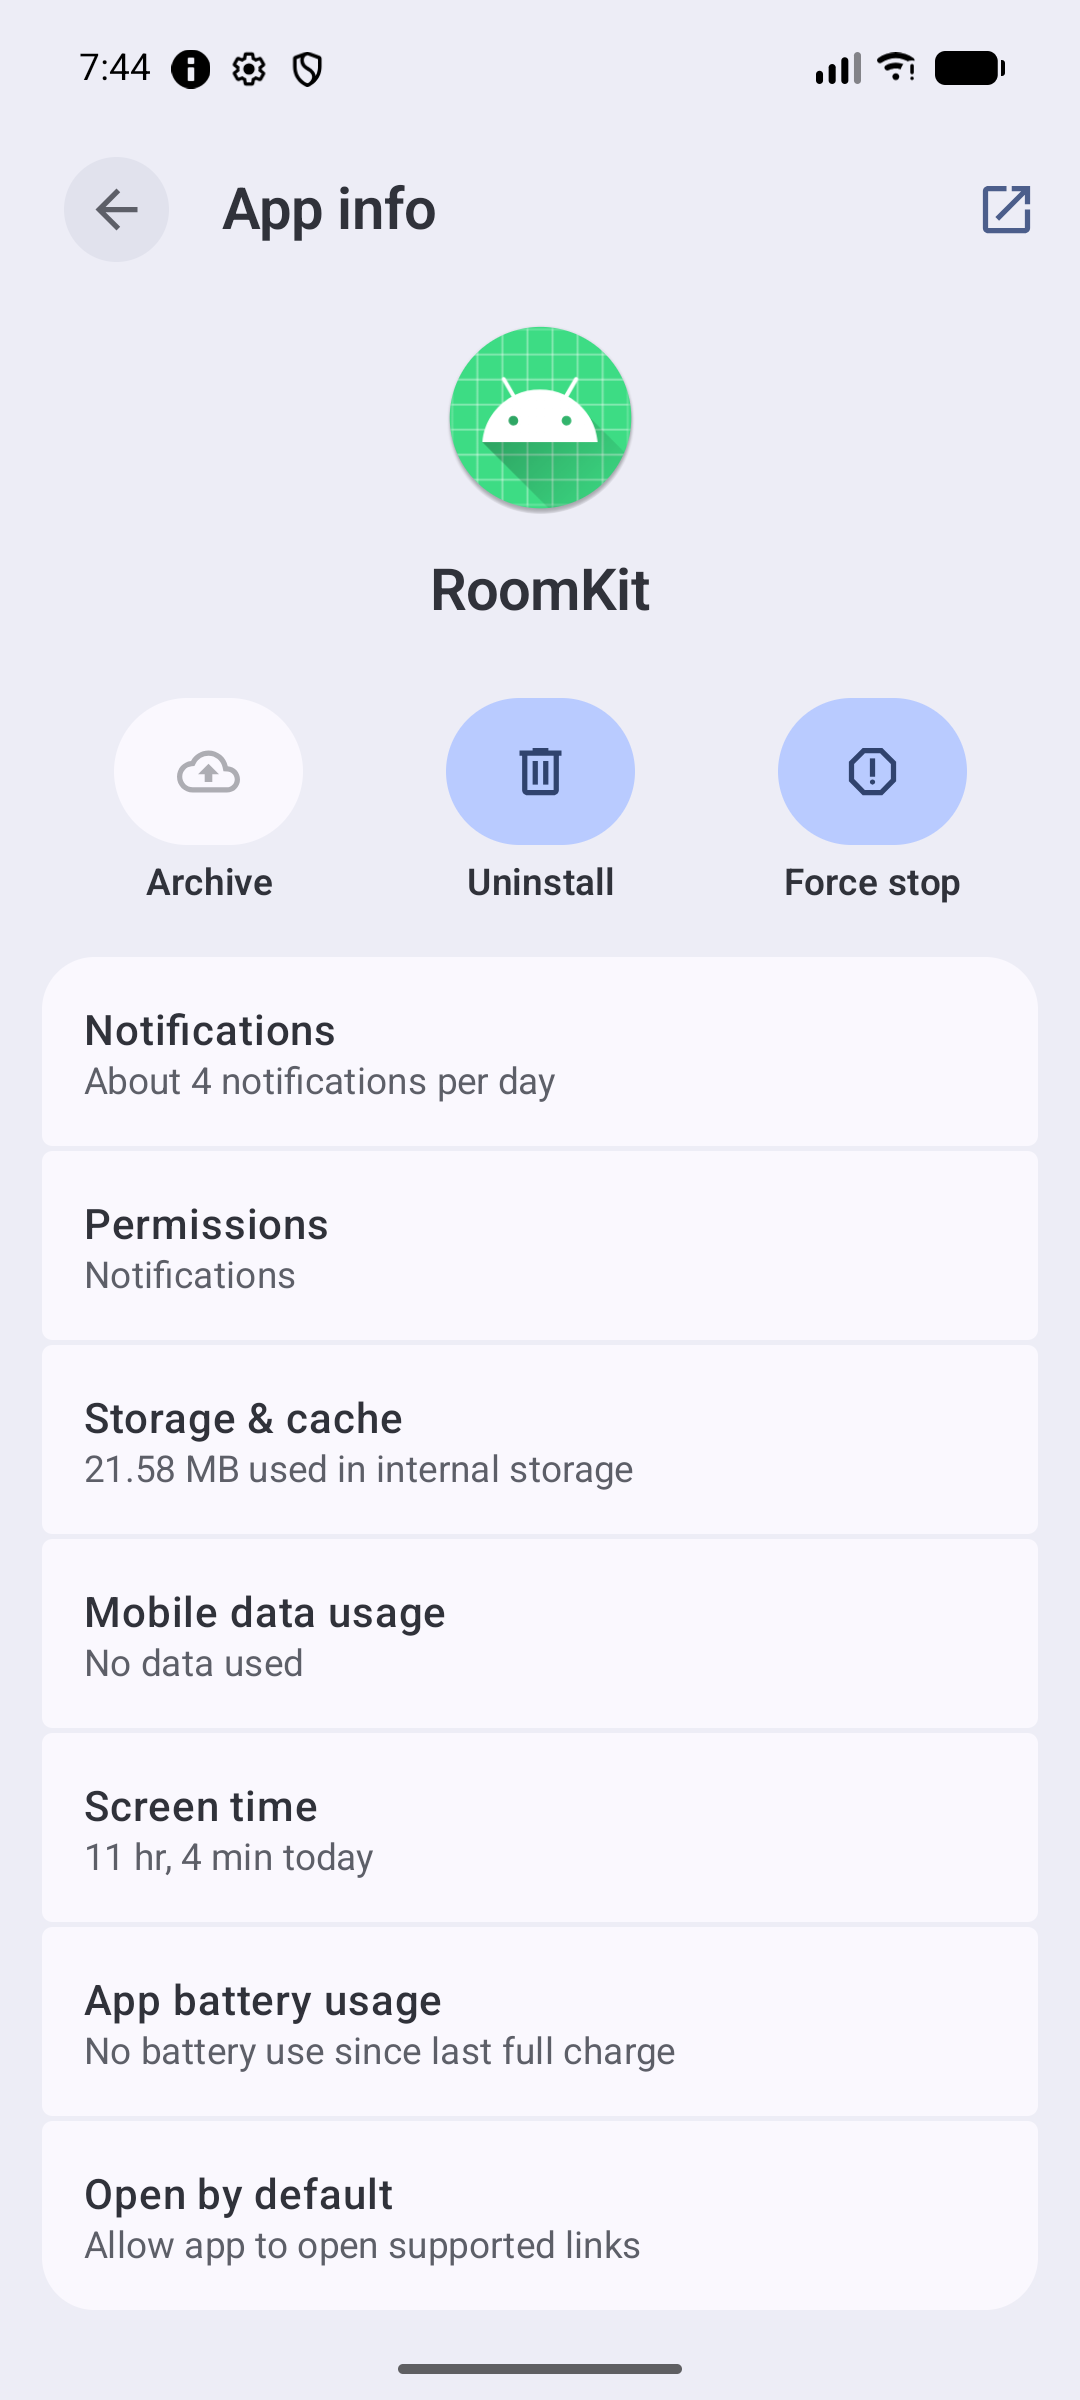 7:44
App info
RoomKit
Archive
Uninstall
Force stop
Notifications
About 4 notifications per day
Permissions
Notifications
Storage & cache
21.58 MB used in internal storage
Mobile data usage
No data used
Screen time
11 hr, 4 min today
App battery usage
No battery use since last full charge
Open by default
Allow app to open supported links